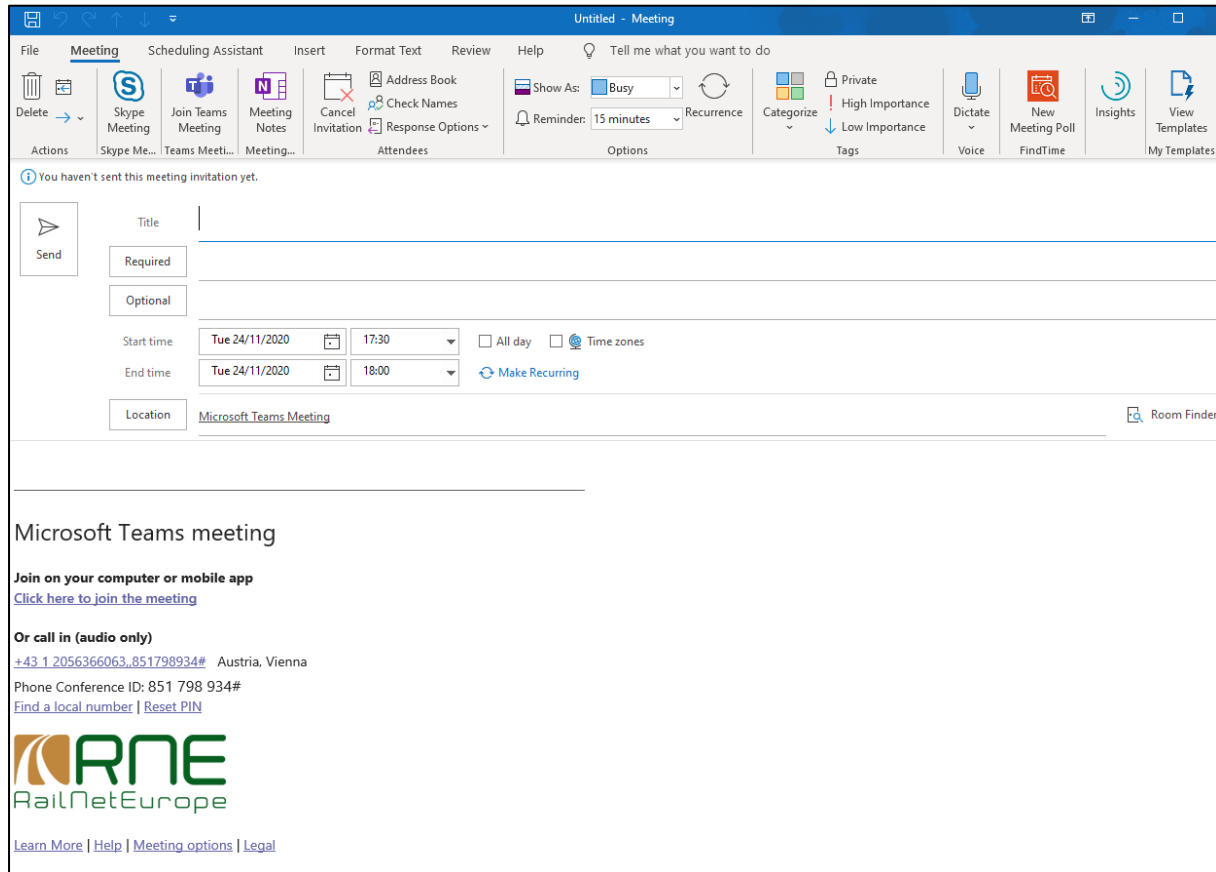 Untitled - Meeting
File Meeting Scheduling Assistant Insert Format Text Review Help Tell me what you want to do
Delete
Actions
Skype Meeting
Skype Me...
Join Teams Meeting
Teams Meeti...
Meeting Notes
Meeting...
Cancel Invitation
Address Book
Check Names
Response Options
Attendees
Show As: Busy
Reminder: 15 minutes
Recurrence
Options
Categorize
Private
High Importance
Low Importance
Tags
Dictate
Voice
New Meeting Poll
FindTime
Insights
View Templates
My Templates
You haven't sent this meeting invitation yet.
Send
Title
Required
Optional
Start time Tue 24/11/2020 17:30 All day Time zones
End time Tue 24/11/2020 18:00 Make Recurring
Location Microsoft Teams Meeting Room Finder
Microsoft Teams meeting
Join on your computer or mobile app
Click here to join the meeting
Or call in (audio only)
+43 1 2056366063,,851798934# Austria, Vienna
Phone Conference ID: 851 798 934#
Find a local number | Reset PIN
RNE
RailNetEurope
Learn More | Help | Meeting options | Legal